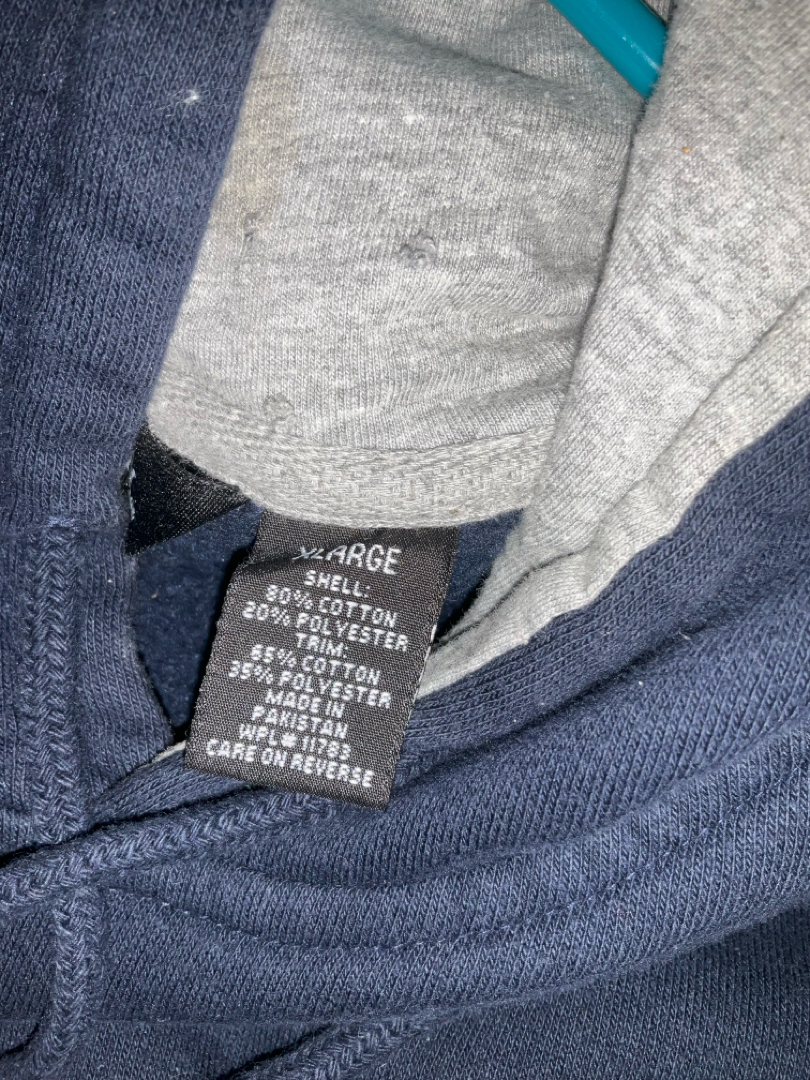 XLARGE
SHELL:
80% COTTON
20% POLYESTER
TRIM:
65% COTTON
35% POLYESTER
MADE IN
PAKISTAN
WPL# 11783
CARE ON REVERSE